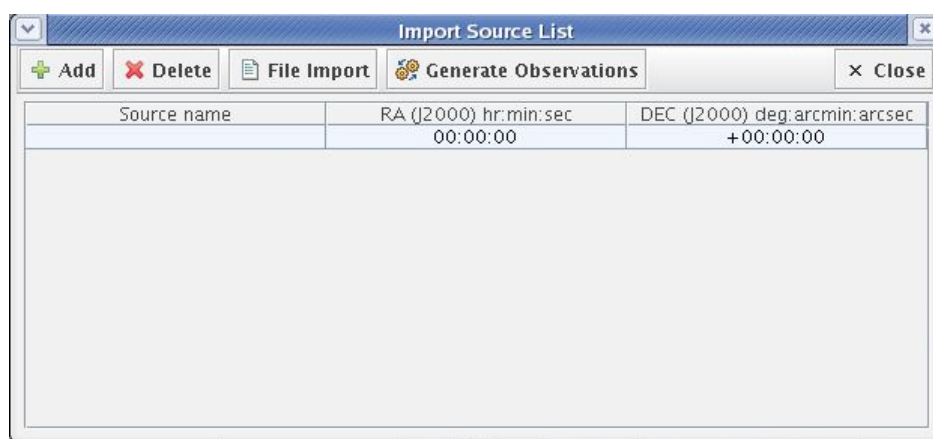 Import Source List
Add Delete File Import Generate Observations Close
Source name RA (J2000) hr:min:sec DEC (J2000) deg:arcmin:arcsec
00:00:00 +00:00:00